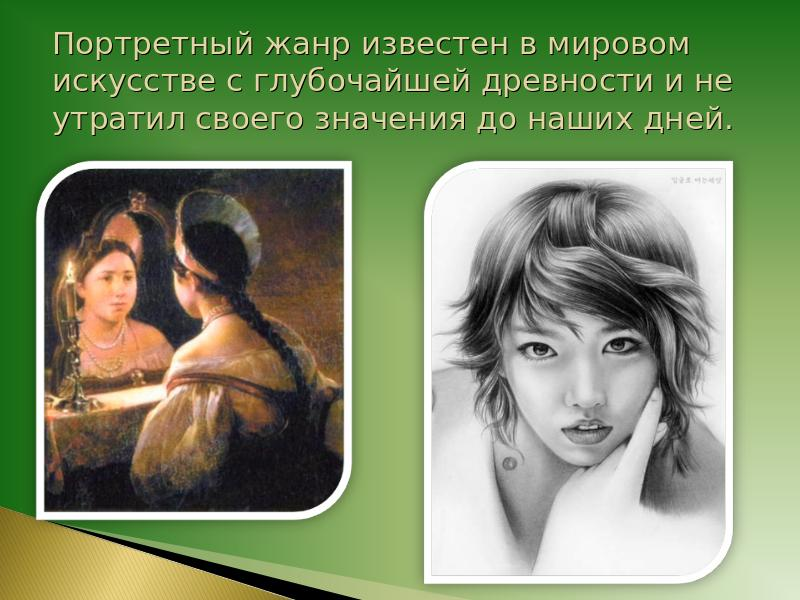 Портретный жанр известен в мировом
искусстве с глубочайшей древности и не
утратил своего значения до наших дней.